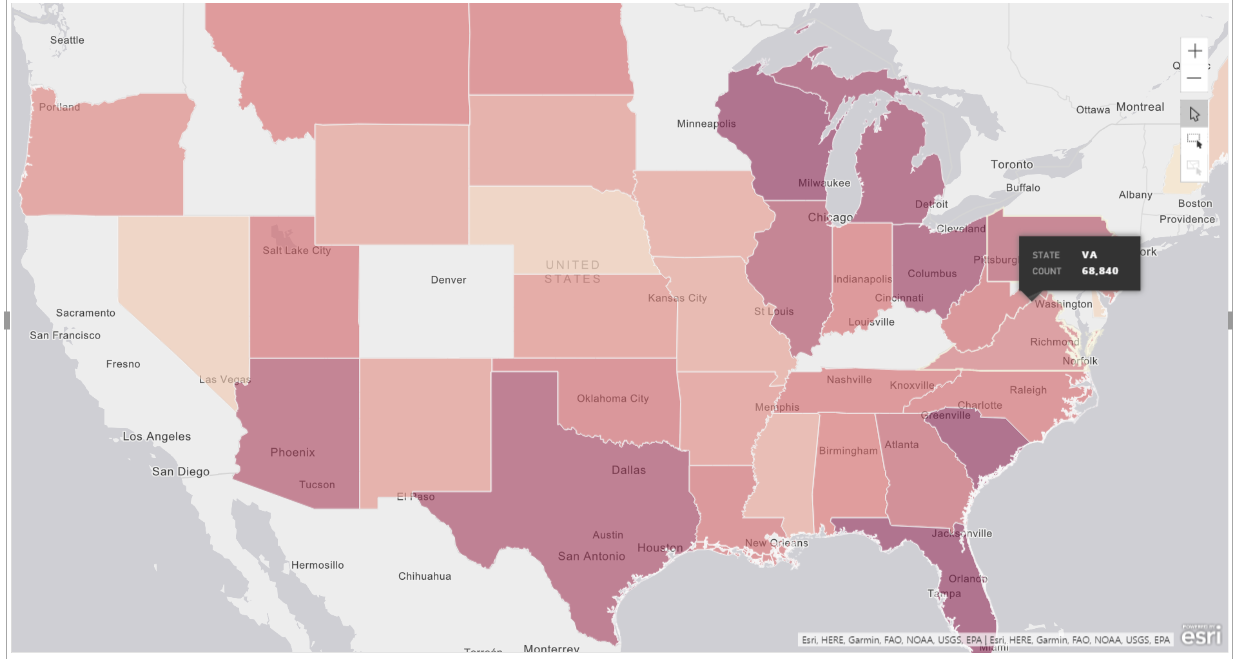 Seattle
Portland
Minneapolis
Ottawa
Montreal
Toronto
Buffalo
Albany
Boston
Providence
Milwaukee
Detroit
Chicago
Cleveland
Salt Lake City
UNITED
STATES
Denver
Pittsburg
STATE VA
COUNT 68,840
Indianapolis
Columbus
Cincinnati
Kansas City
St Louis
Louisville
Washington
Sacramento
San Francisco
Richmond
Norfolk
Fresno
Las Vegas
Nashville
Knoxville
Raleigh
Oklahoma City
Memphis
Charlotte
Greenville
Los Angeles
Phoenix
Birmingham
Atlanta
San Diego
Dallas
Tucson
El Paso
Austin
Houston
San Antonio
New Orleans
Jacksonville
Hermosillo
Chihuahua
Orlando
Tampa
Monterrey
Miami
Esri, HERE, Garmin, FAO, NOAA, USGS, EPA | Esri, HERE, Garmin, FAO, NOAA, USGS, EPA
POWERED BY
esri